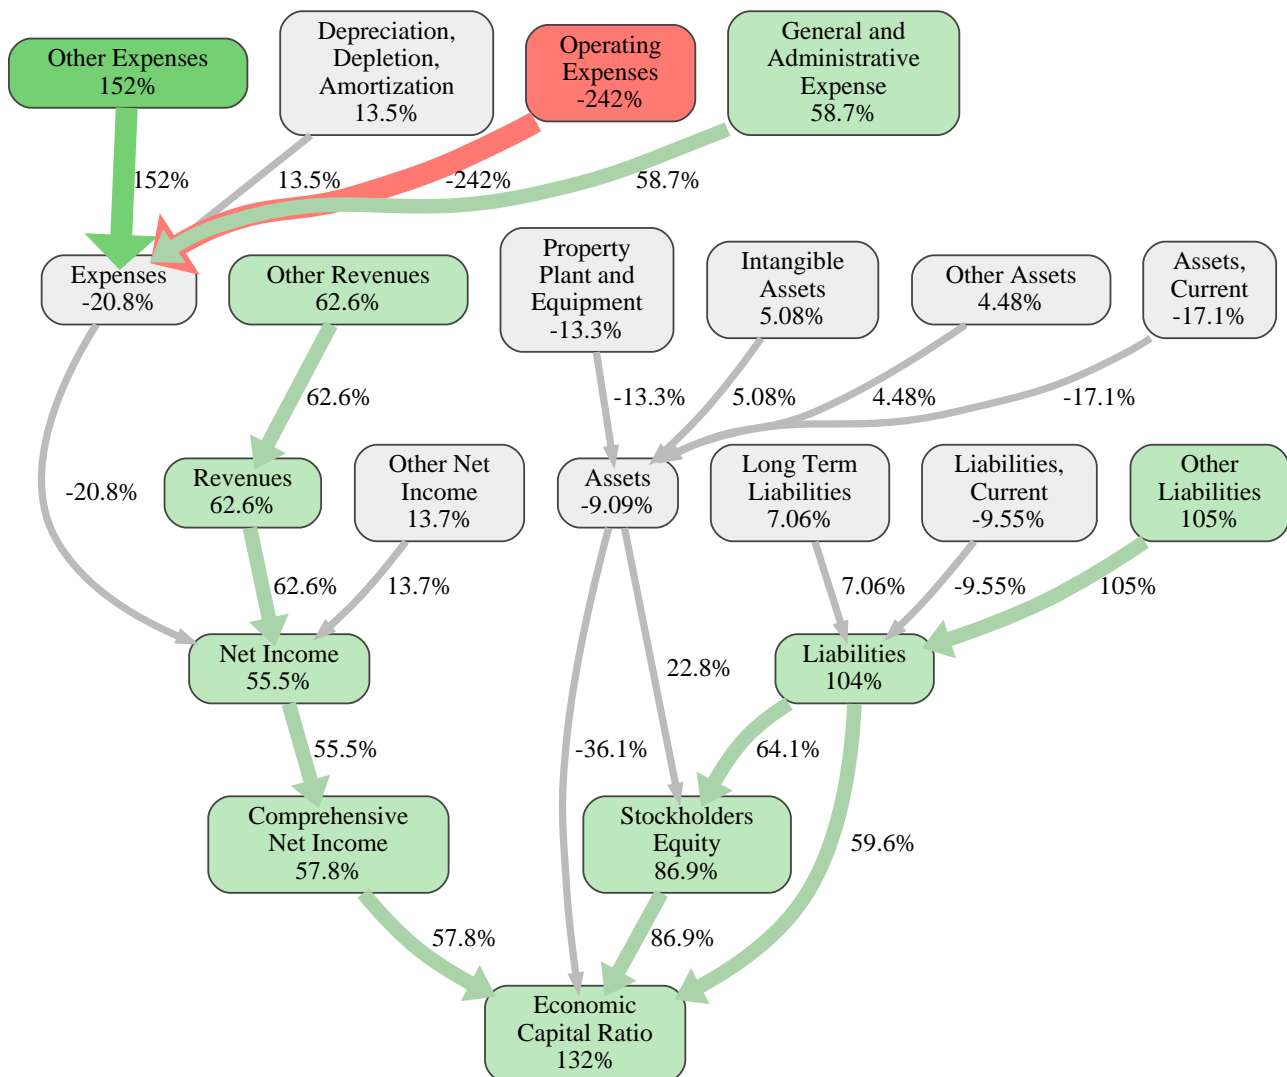 Other Expenses
152%
Depreciation,
Depletion,
Amortization
13.5%
Operating
Expenses
-242%
General and
Administrative
Expense
58.7%
152%
13.5%
-242%
58.7%
Expenses
-20.8%
Other Revenues
62.6%
Property
Plant and
Equipment
-13.3%
Intangible
Assets
5.08%
Other Assets
4.48%
Assets,
Current
-17.1%
62.6%
-13.3%
5.08%
4.48%
-17.1%
-20.8%
Revenues
62.6%
Other Net
Income
13.7%
Assets
-9.09%
Long Term
Liabilities
7.06%
Liabilities,
Current
-9.55%
Other
Liabilities
105%
62.6%
13.7%
7.06%
-9.55%
105%
Net Income
55.5%
22.8%
Liabilities
104%
55.5%
-36.1%
64.1%
Comprehensive
Net Income
57.8%
Stockholders
Equity
86.9%
59.6%
57.8%
86.9%
Economic
Capital Ratio
132%